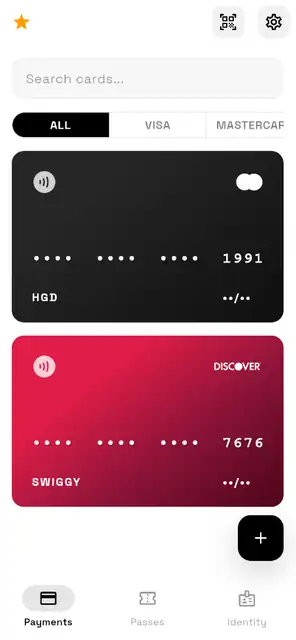 Search cards...
ALL VISA MASTERCAR
•••• •••• •••• 1991
HGD ••/••
DISCOVER
•••• •••• •••• 7676
SWIGGY ••/••
+
Payments Passes Identity